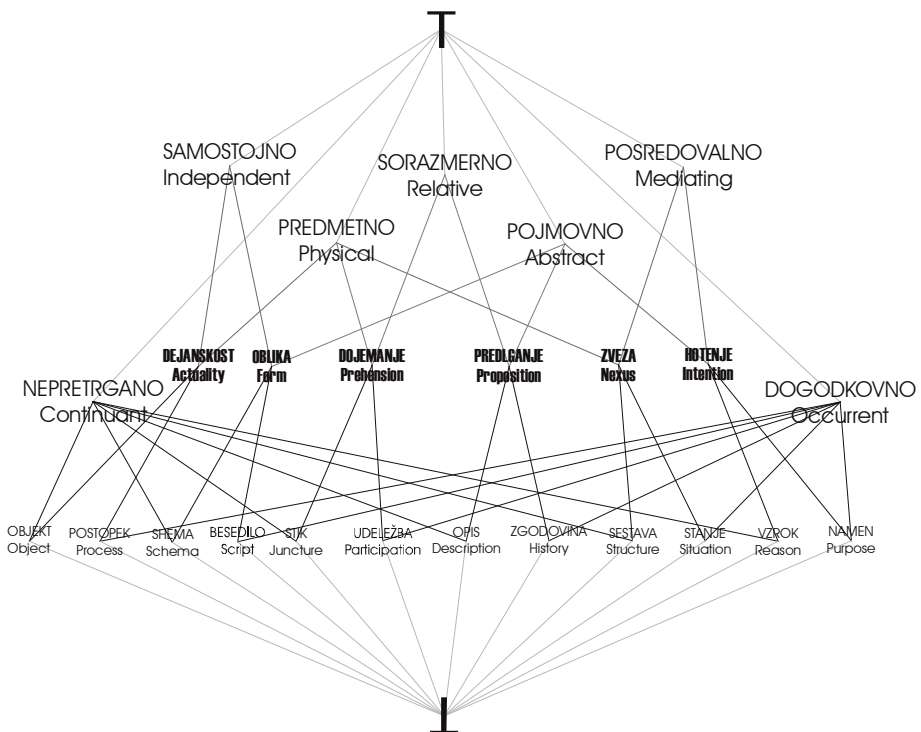 T
SAMOSTOJNO
Independent
SORAZMERNO
Relative
POSREDOVALNO
Mediating
PREDMETNO
Physical
POJMOVNO
Abstract
DEJANSKOST
Actuality
OBLIKA
Form
DOJEMANJE
Prehension
PREDLGANJE
Proposition
ZVEZA
Nexus
HOTENJE
Intention
NEPRETRGANO
Continuant
DOGODKOVNO
Occurrent
OBJEKT
Object
POSTOPEK
Process
SHEMA
Schema
BESEDILO
Script
STIK
Juncture
UDELEŽBA
Participation
OPIS
Description
ZGODOVINA
History
SESTAVA
Structure
STANJE
Situation
VZROK
Reason
NAMEN
Purpose
⊥